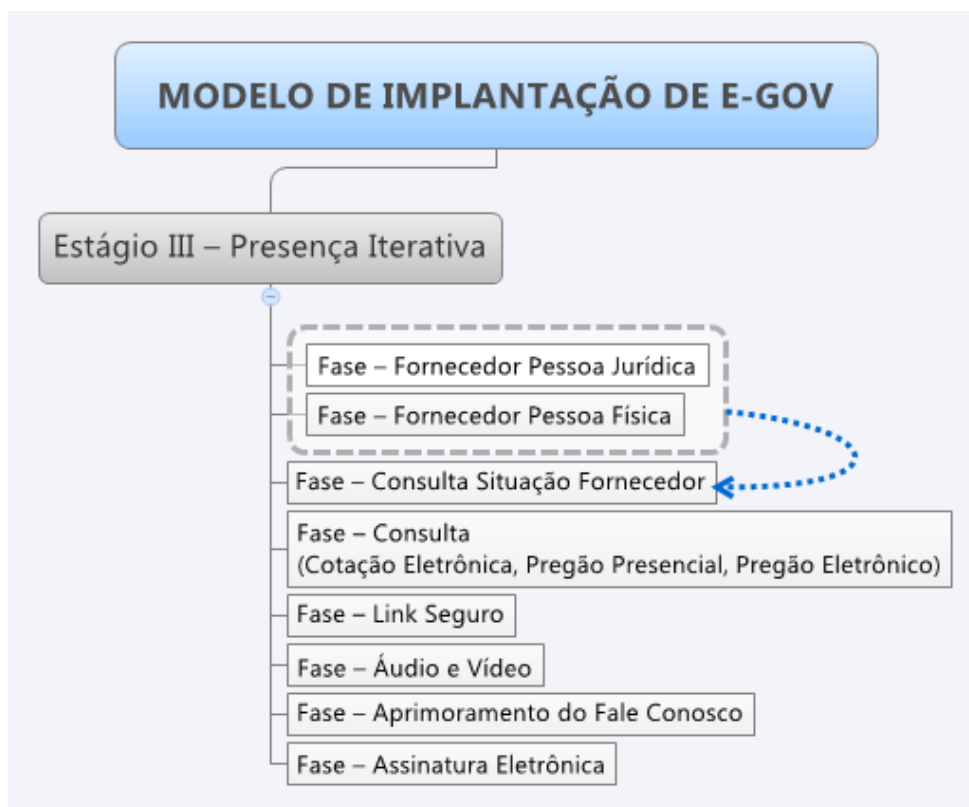 MODELO DE IMPLANTAÇÃO DE E-GOV
Estágio III – Presença Iterativa
Fase – Fornecedor Pessoa Jurídica
Fase – Fornecedor Pessoa Física
Fase – Consulta Situação Fornecedor
Fase – Consulta
(Cotação Eletrônica, Pregão Presencial, Pregão Eletrônico)
Fase – Link Seguro
Fase – Áudio e Vídeo
Fase – Aprimoramento do Fale Conosco
Fase – Assinatura Eletrônica